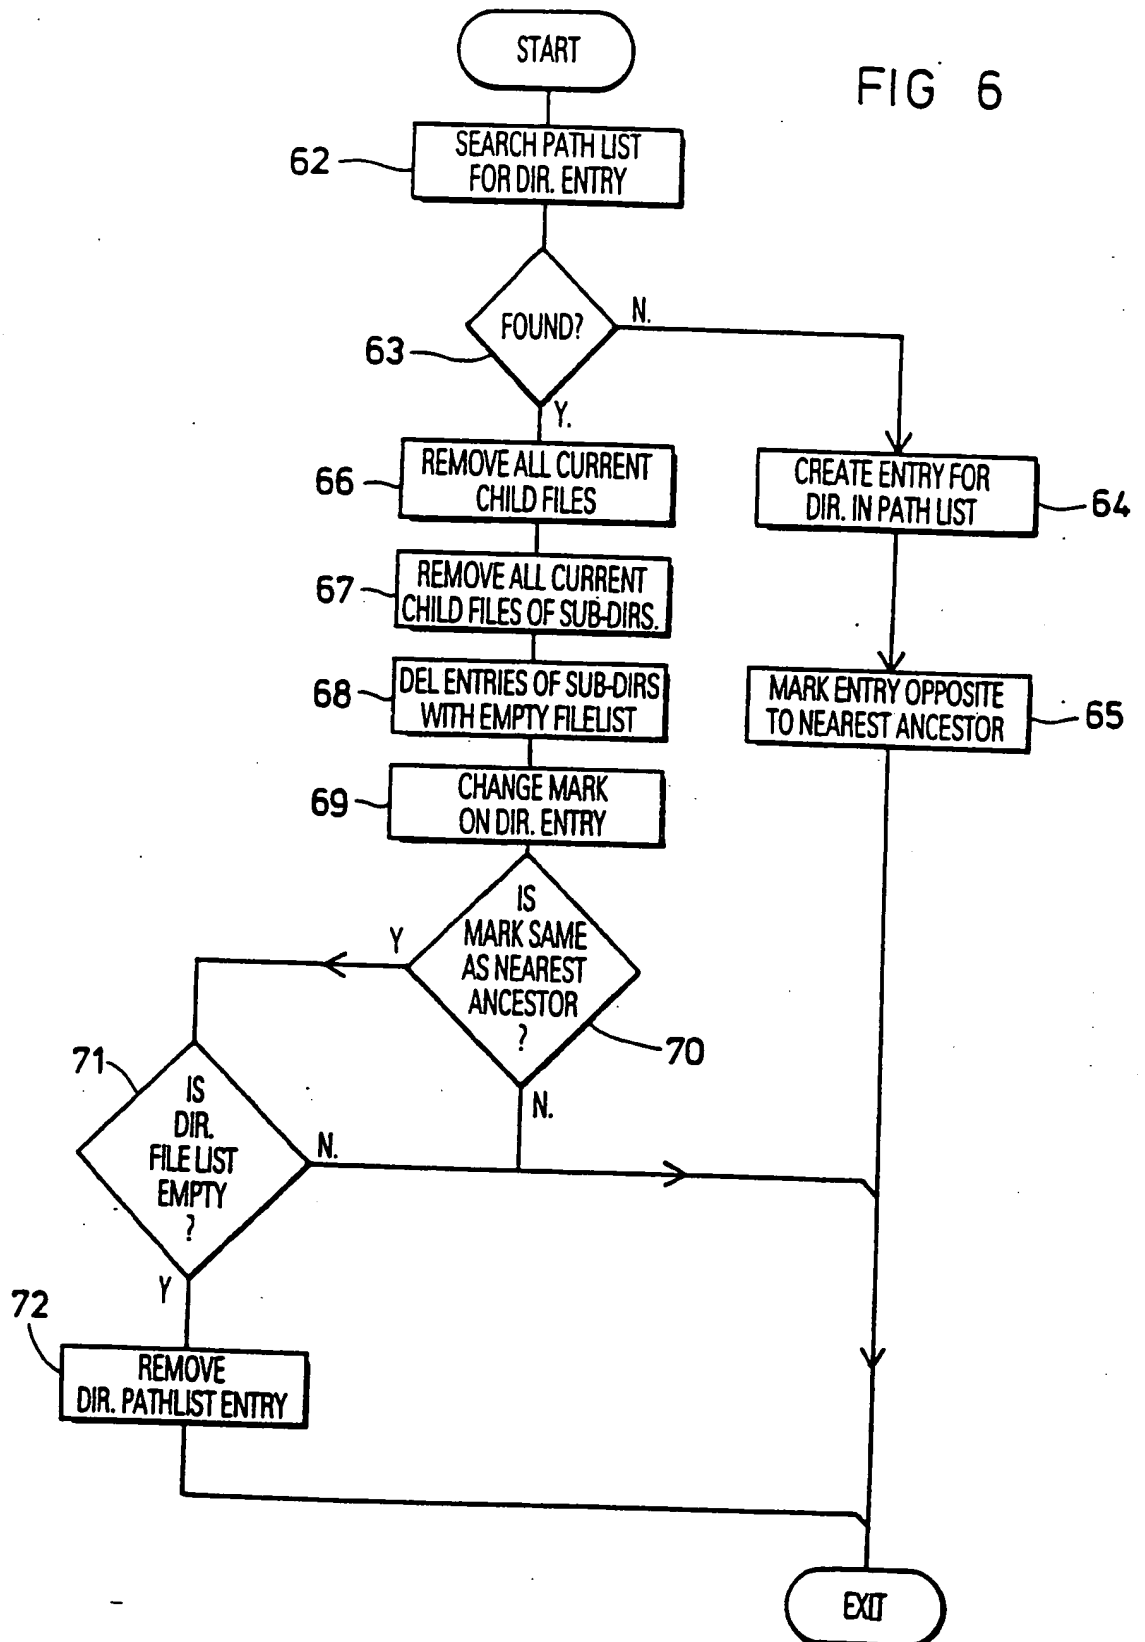 START
FIG 6
62
SEARCH PATH LIST
FOR DIR. ENTRY
FOUND?
N.
63
Y.
66
REMOVE ALL CURRENT
CHILD FILES
CREATE ENTRY FOR
DIR. IN PATH LIST
64
67
REMOVE ALL CURRENT
CHILD FILES OF SUB-DIRS.
68
DEL ENTRIES OF SUB-DIRS
WITH EMPTY FILELIST
MARK ENTRY OPPOSITE
TO NEAREST ANCESTOR
65
69
CHANGE MARK
ON DIR. ENTRY
IS
MARK SAME
AS NEAREST
ANCESTOR
?
Y
70
N.
71
IS
DIR.
FILE LIST
EMPTY
?
N.
Y
72
REMOVE
DIR. PATHLIST ENTRY
EXIT